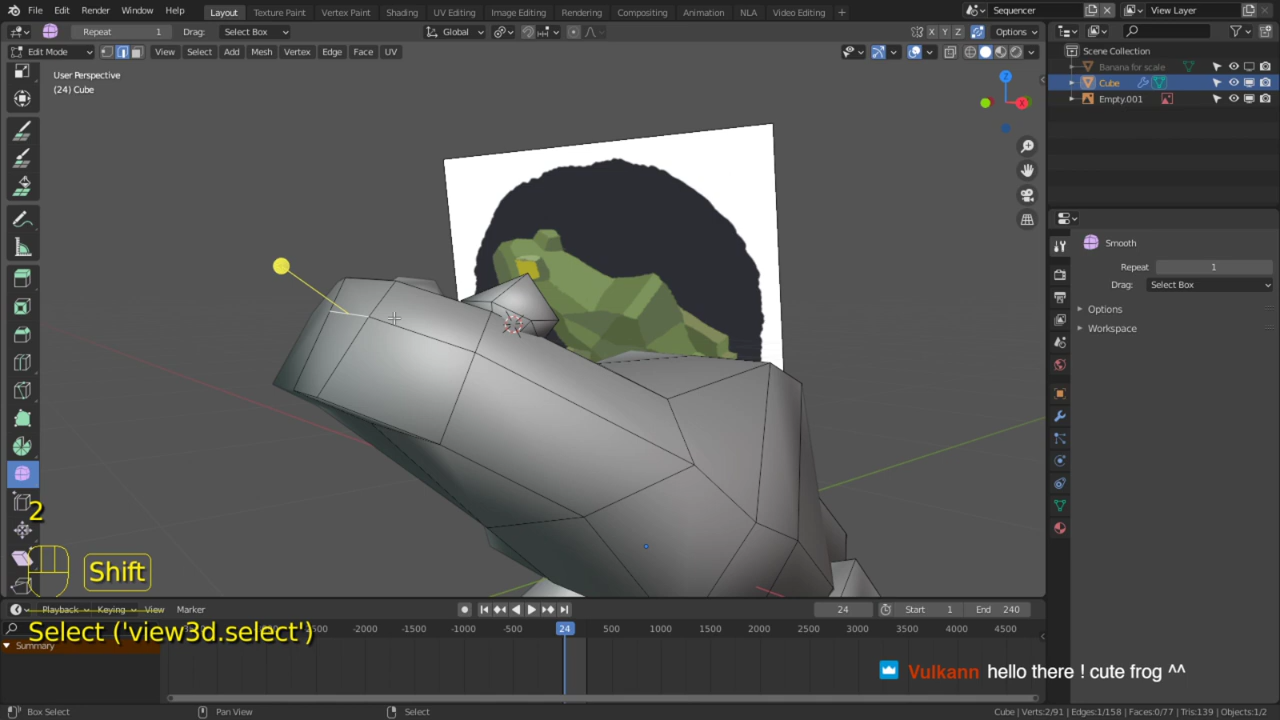 File Edit Render Window Help Layout Texture Paint Vertex Paint Shading UV Editing Image Editing Rendering Compositing Animation NLA Video Editing + Sequencer View Layer
Repeat 1 Drag: Select Box Global X Y Z Options
Edit Mode View Select Add Mesh Vertex Edge Face UV
Scene Collection
Banana for scale
Cube
Empty.001
User Perspective
(24) Cube
Z
X
Smooth
Repeat 1
Drag: Select Box
Options
Workspace
2
Shift
Select ('view3d.select')
Playback Keying View Marker 24 Start 1 End 240
-2000 -1500 -1000 -500 24 500 1000 1500 2000 2500 3000 3500 4000 4500
Summary
Vulkann hello there ! cute frog ^^
Box Select Pan View Select Cube | Verts:2/91 | Edges:1/158 | Faces:0/77 | Tris:139 | Objects:1/2